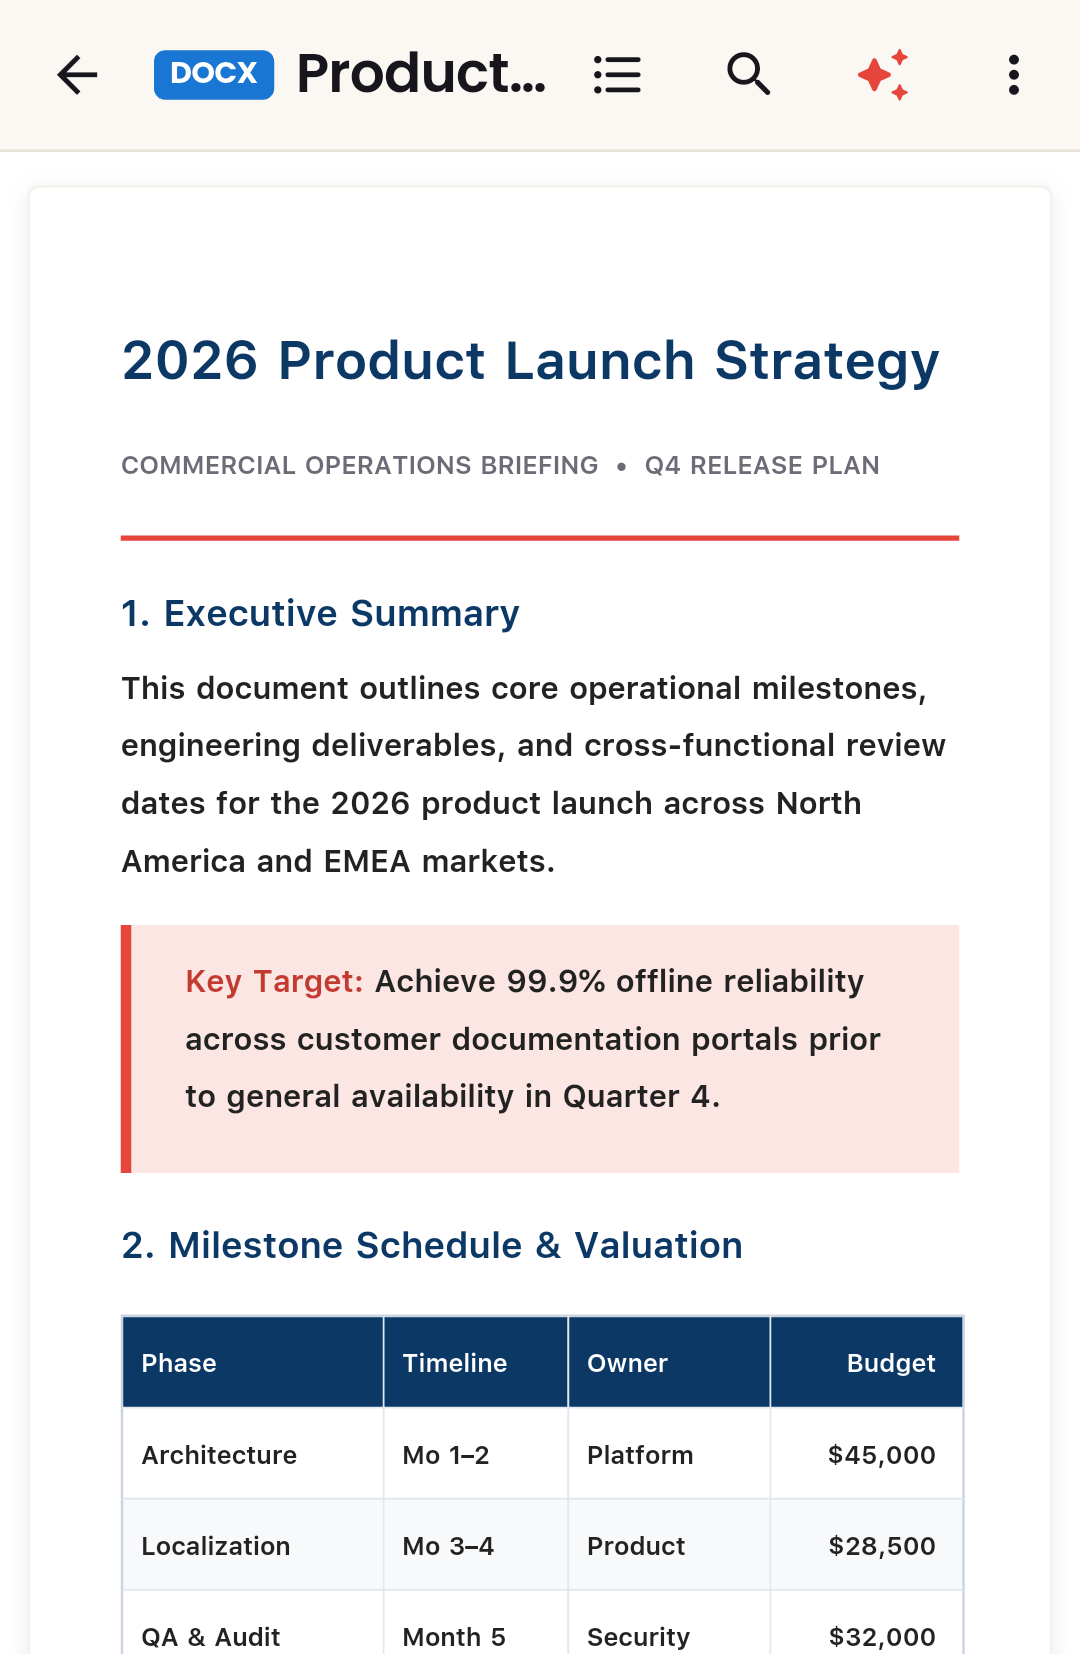 DOCX Product...
2026 Product Launch Strategy
COMMERCIAL OPERATIONS BRIEFING • Q4 RELEASE PLAN
1. Executive Summary
This document outlines core operational milestones,
engineering deliverables, and cross-functional review
dates for the 2026 product launch across North
America and EMEA markets.
Key Target: Achieve 99.9% offline reliability
across customer documentation portals prior
to general availability in Quarter 4.
2. Milestone Schedule & Valuation
Phase Timeline Owner Budget
Architecture Mo 1–2 Platform $45,000
Localization Mo 3–4 Product $28,500
QA & Audit Month 5 Security $32,000